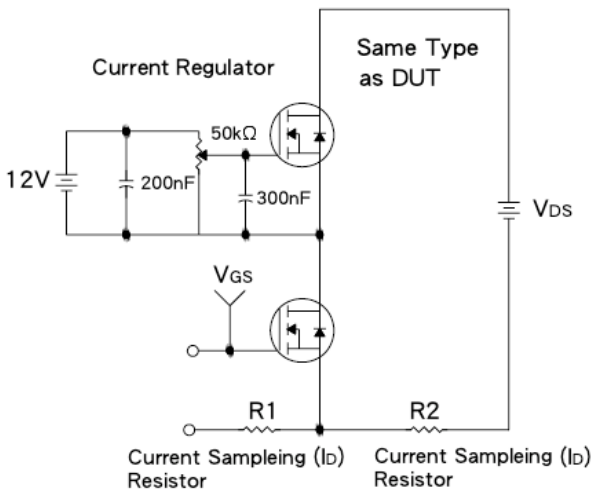 Same Type
as DUT
Current Regulator
50kΩ
12V
200nF
300nF
VDS
VGS
R1
R2
Current Sampleing (ID)
Resistor
Current Sampleing (ID)
Resistor